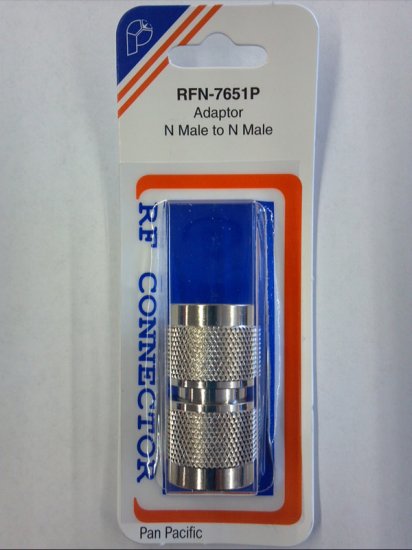 RFN-7651P
Adaptor
N Male to N Male
RF CONNECTOR
Pan Pacific